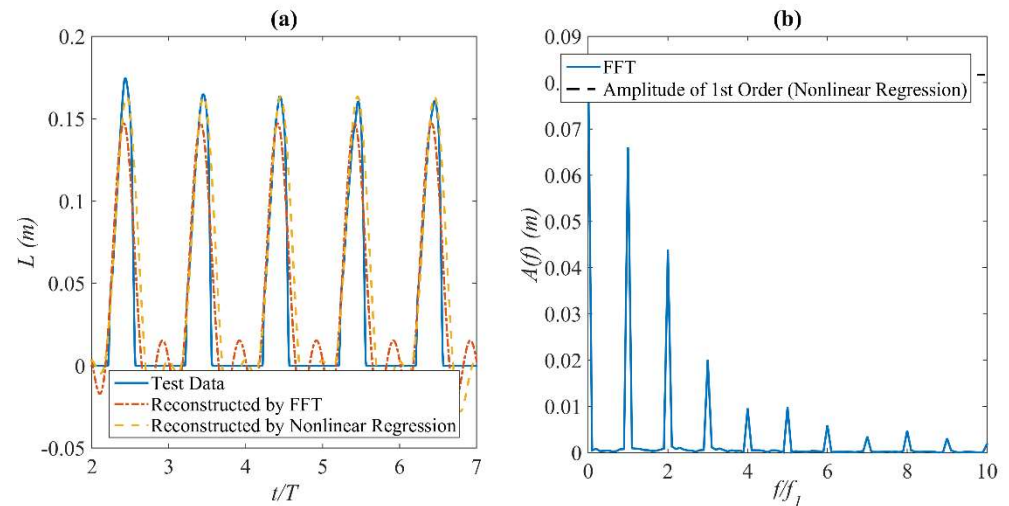 (a)
0.2
0.15
0.1
0.05
0
-0.05
L (m)
Test Data
Reconstructed by FFT
Reconstructed by Nonlinear Regression
2 3 4 5 6 7
t/T
(b)
0.09
0.07
0.06
0.05
0.04
0.03
0.02
0.01
0
A(f) (m)
FFT
Amplitude of 1st Order (Nonlinear Regression)
0 2 4 6 8 10
f/f1